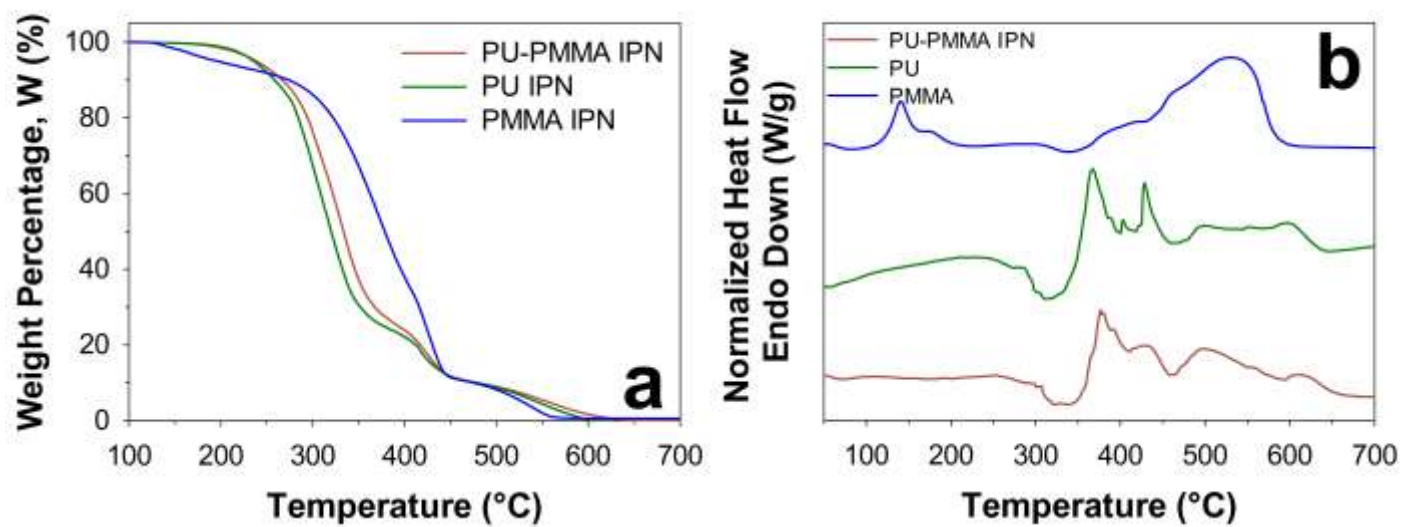 Weight Percentage, W (%)
100
80
60
40
20
0
PU-PMMA IPN
PU IPN
PMMA IPN
a
100 200 300 400 500 600 700
Temperature (°C)
Normalized Heat Flow
Endo Down (W/g)
PU-PMMA IPN
PU
PMMA
b
100 200 300 400 500 600 700
Temperature (°C)